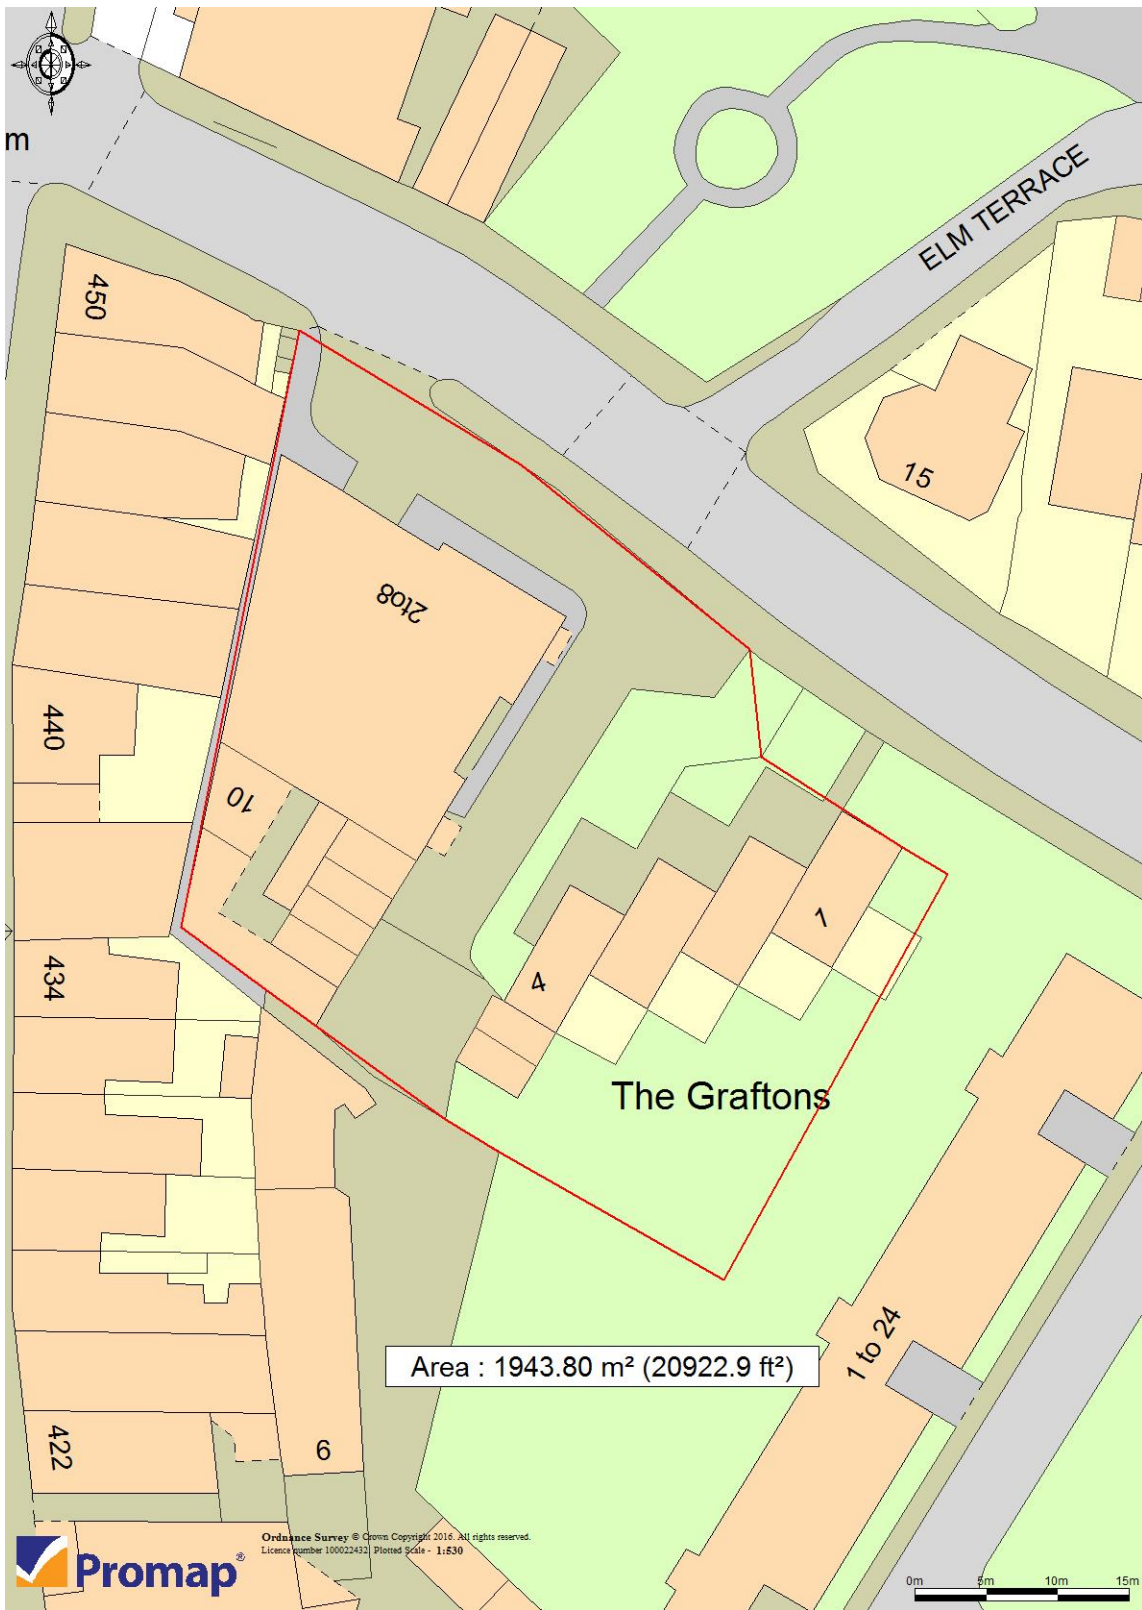 m
ELM TERRACE
450
15
2to8
440
10
434
1
4
The Graftons
Area : 1943.80 m² (20922.9 ft²)
1 to 24
422
6
Promap®
Ordnance Survey © Crown Copyright 2016. All rights reserved.
Licence number 100022432. Plotted Scale - 1:530
0m 5m 10m 15m